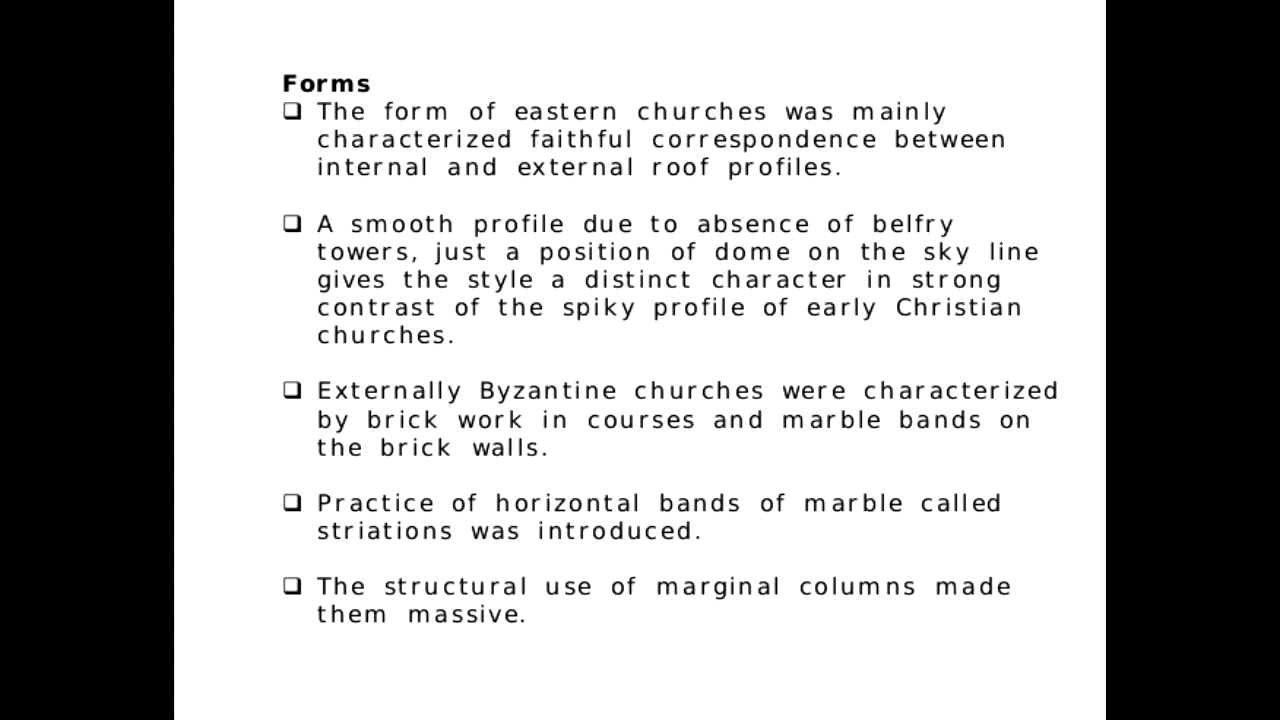 Forms
❑ The form of eastern churches was mainly
characterized faithful correspondence between
internal and external roof profiles.
❑ A smooth profile due to absence of belfry
towers, just a position of dome on the sky line
gives the style a distinct character in strong
contrast of the spiky profile of early Christian
churches.
❑ Externally Byzantine churches were characterized
by brick work in courses and marble bands on
the brick walls.
❑ Practice of horizontal bands of marble called
striations was introduced.
❑ The structural use of marginal columns made
them massive.